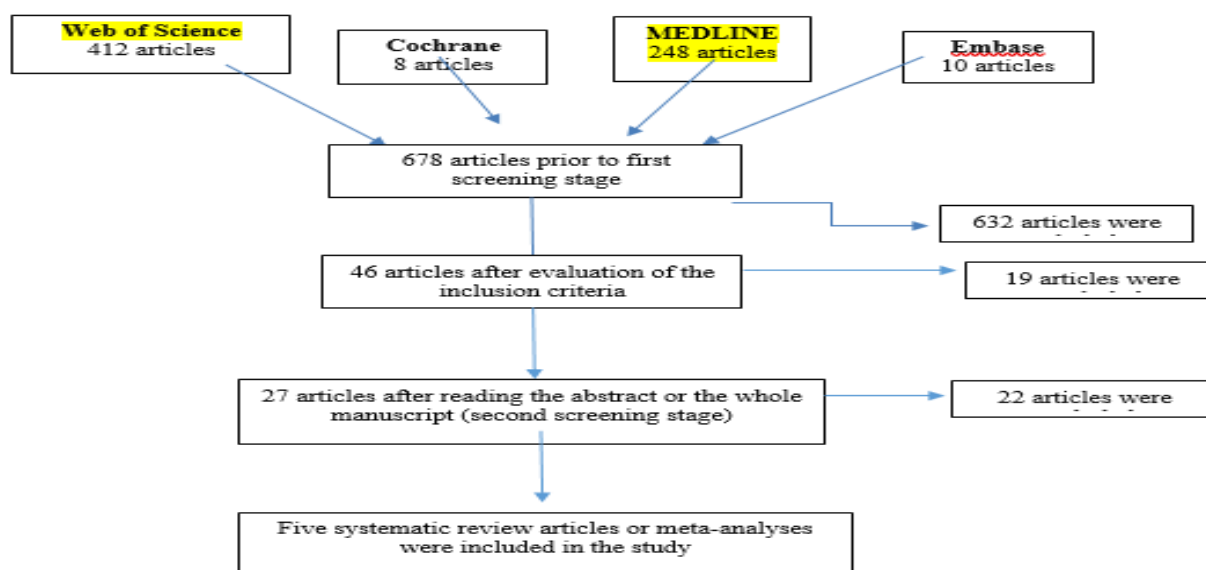 Web of Science
412 articles
Cochrane
8 articles
MEDLINE
248 articles
Embase
10 articles
678 articles prior to first
screening stage
632 articles were
46 articles after evaluation of the
inclusion criteria
19 articles were
27 articles after reading the abstract or the whole
manuscript (second screening stage)
22 articles were
Five systematic review articles or meta-analyses
were included in the study